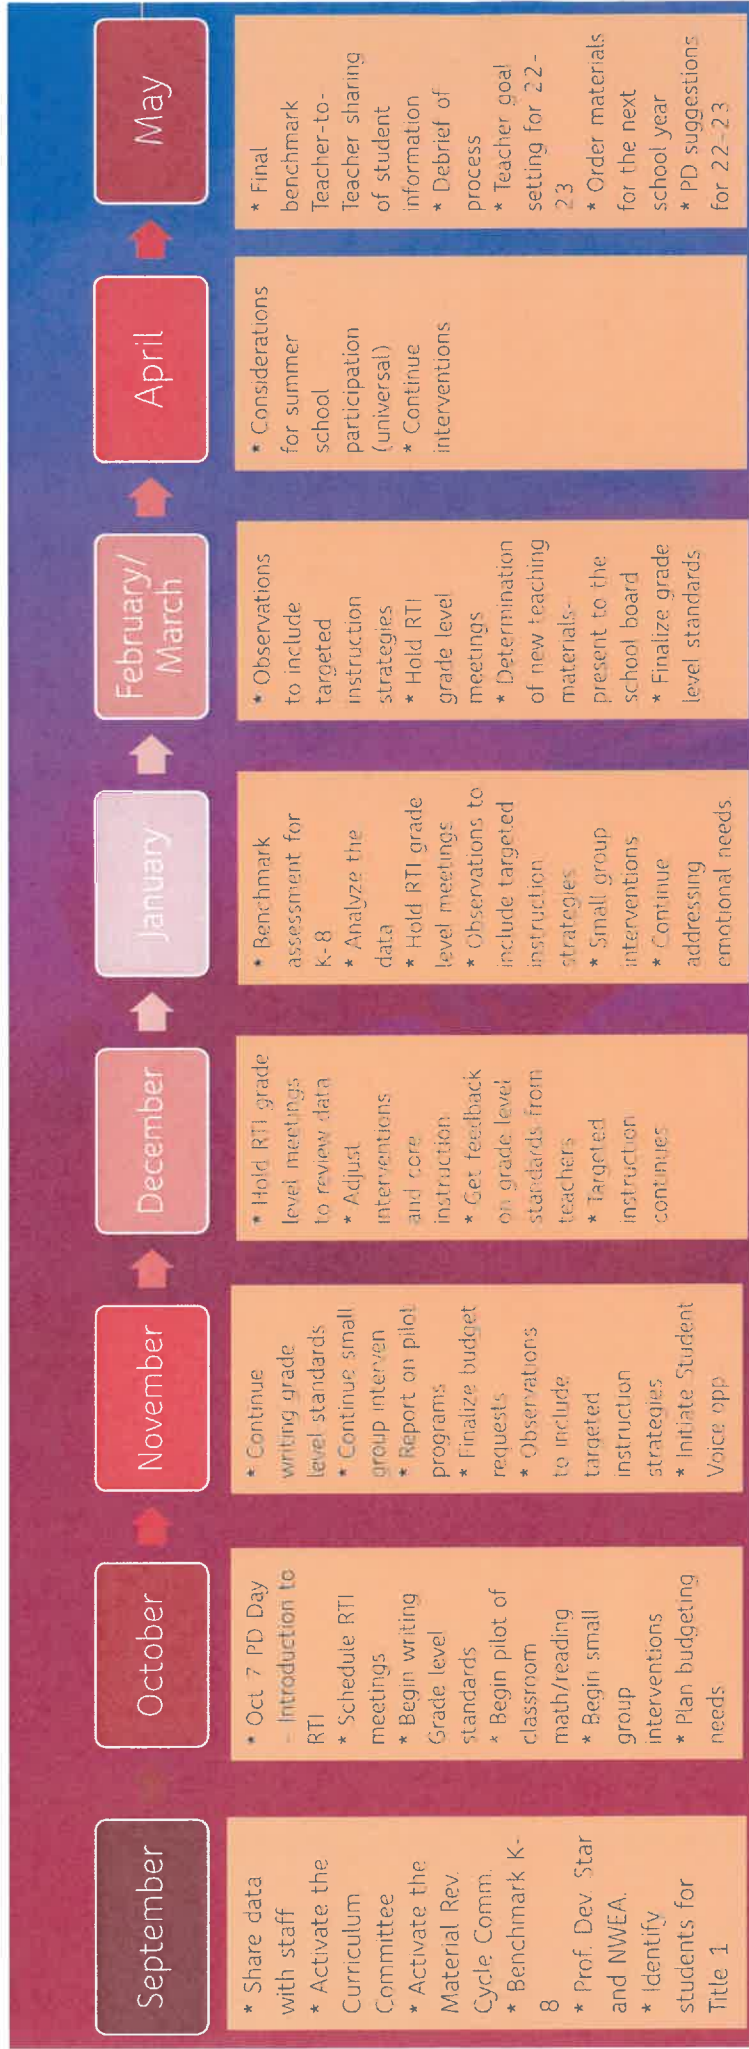 September
* Share data
with staff
* Activate the
Curriculum
Committee
* Activate the
Material Rev.
Cycle Comm.
* Benchmark K-
8
* Prof. Dev. Star
and NWEA.
* Identify
students for
Title 1
October
* Oct 7 PD Day
- Introduction to
RTI
* Schedule RTI
meetings
* Begin writing
Grade level
standards
* Begin pilot of
classroom
math/reading
* Begin small
group
interventions
* Plan budgeting
needs
November
* Continue
writing grade
level standards
* Continue small
group interven
* Report on pilot
programs
* Finalize budget
requests
* Observations
to include
targeted
instruction
strategies
* Initiate Student
Voice opp
December
* Hold RTI grade
level meetings
to review data
* Adjust
interventions
and core
instruction
* Get feedback
on grade level
standards from
teachers
* Targeted
instruction
continues
January
* Benchmark
assessment for
K-8
* Analyze the
data
* Hold RTI grade
level meetings
* Observations to
include targeted
instruction
strategies
* Small group
interventions
* Continue
addressing
emotional needs
February/
March
* Observations
to include
targeted
instruction
strategies
* Hold RTI
grade level
meetings
* Determination
of new teaching
materials-
present to the
school board
* Finalize grade
level standards
April
* Considerations
for summer
school
participation
(universal)
* Continue
interventions
May
* Final
benchmark
Teacher-to-
Teacher sharing
of student
information
* Debrief of
process
* Teacher goal
setting for 22-
23
* Order materials
for the next
school year
* PD suggestions
for 22-23